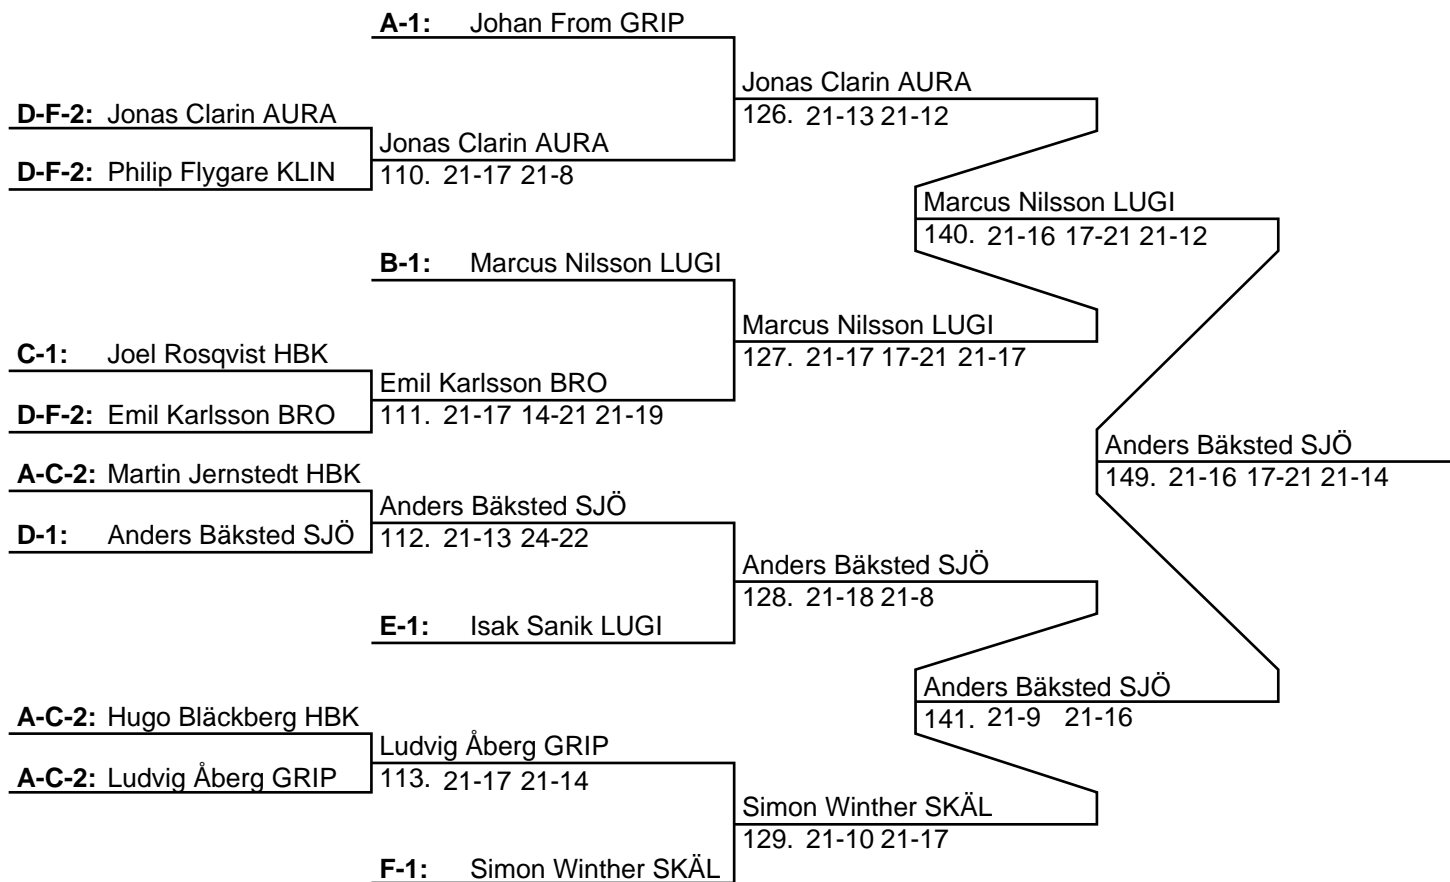 A-1: Johan From GRIP
Jonas Clarin AURA
D-F-2: Jonas Clarin AURA
126. 21-13 21-12
Jonas Clarin AURA
D-F-2: Philip Flygare KLIN
110. 21-17 21-8
Marcus Nilsson LUGI
140. 21-16 17-21 21-12
B-1: Marcus Nilsson LUGI
Marcus Nilsson LUGI
C-1: Joel Rosqvist HBK
127. 21-17 17-21 21-17
Emil Karlsson BRO
D-F-2: Emil Karlsson BRO
111. 21-17 14-21 21-19
Anders Bäksted SJÖ
A-C-2: Martin Jernstedt HBK
149. 21-16 17-21 21-14
Anders Bäksted SJÖ
D-1: Anders Bäksted SJÖ
112. 21-13 24-22
Anders Bäksted SJÖ
128. 21-18 21-8
E-1: Isak Sanik LUGI
Anders Bäksted SJÖ
A-C-2: Hugo Bläckberg HBK
141. 21-9 21-16
Ludvig Åberg GRIP
A-C-2: Ludvig Åberg GRIP
113. 21-17 21-14
Simon Winther SKÄL
129. 21-10 21-17
F-1: Simon Winther SKÄL